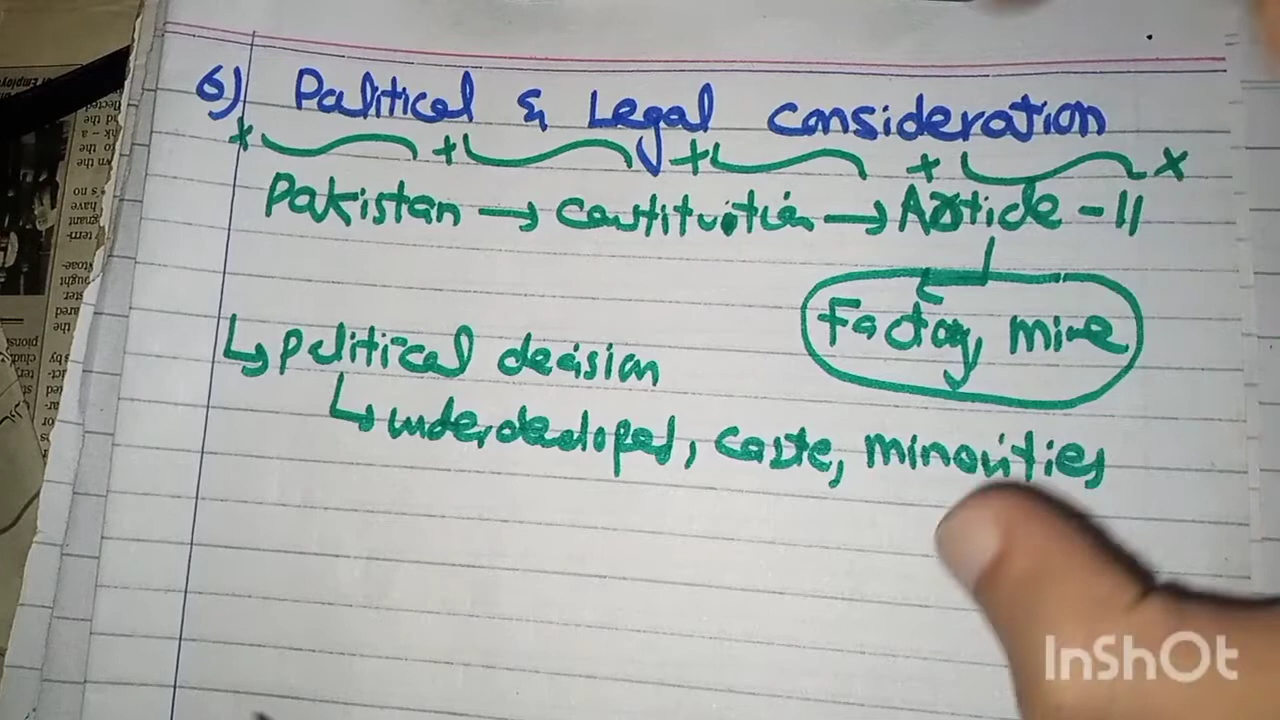 6) Political & Legal consideration
Pakistan → Constitution → Article - 11
Factory, mine
↳ political decision
↳ underdeveloped, caste, minorities
InShOt